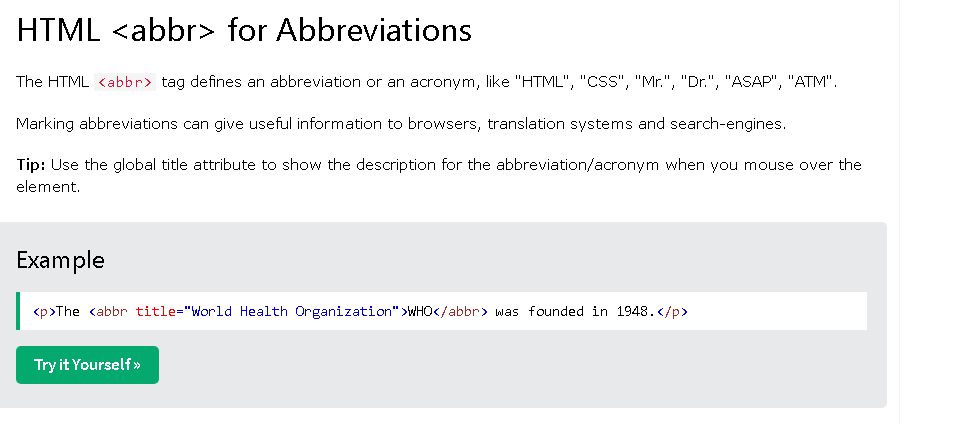 HTML <abbr> for Abbreviations
The HTML <abbr> tag defines an abbreviation or an acronym, like "HTML", "CSS", "Mr.", "Dr.", "ASAP", "ATM".
Marking abbreviations can give useful information to browsers, translation systems and search-engines.
Tip: Use the global title attribute to show the description for the abbreviation/acronym when you mouse over the
element.
Example
<p>The <abbr title="World Health Organization">WHO</abbr> was founded in 1948.</p>
Try it Yourself »